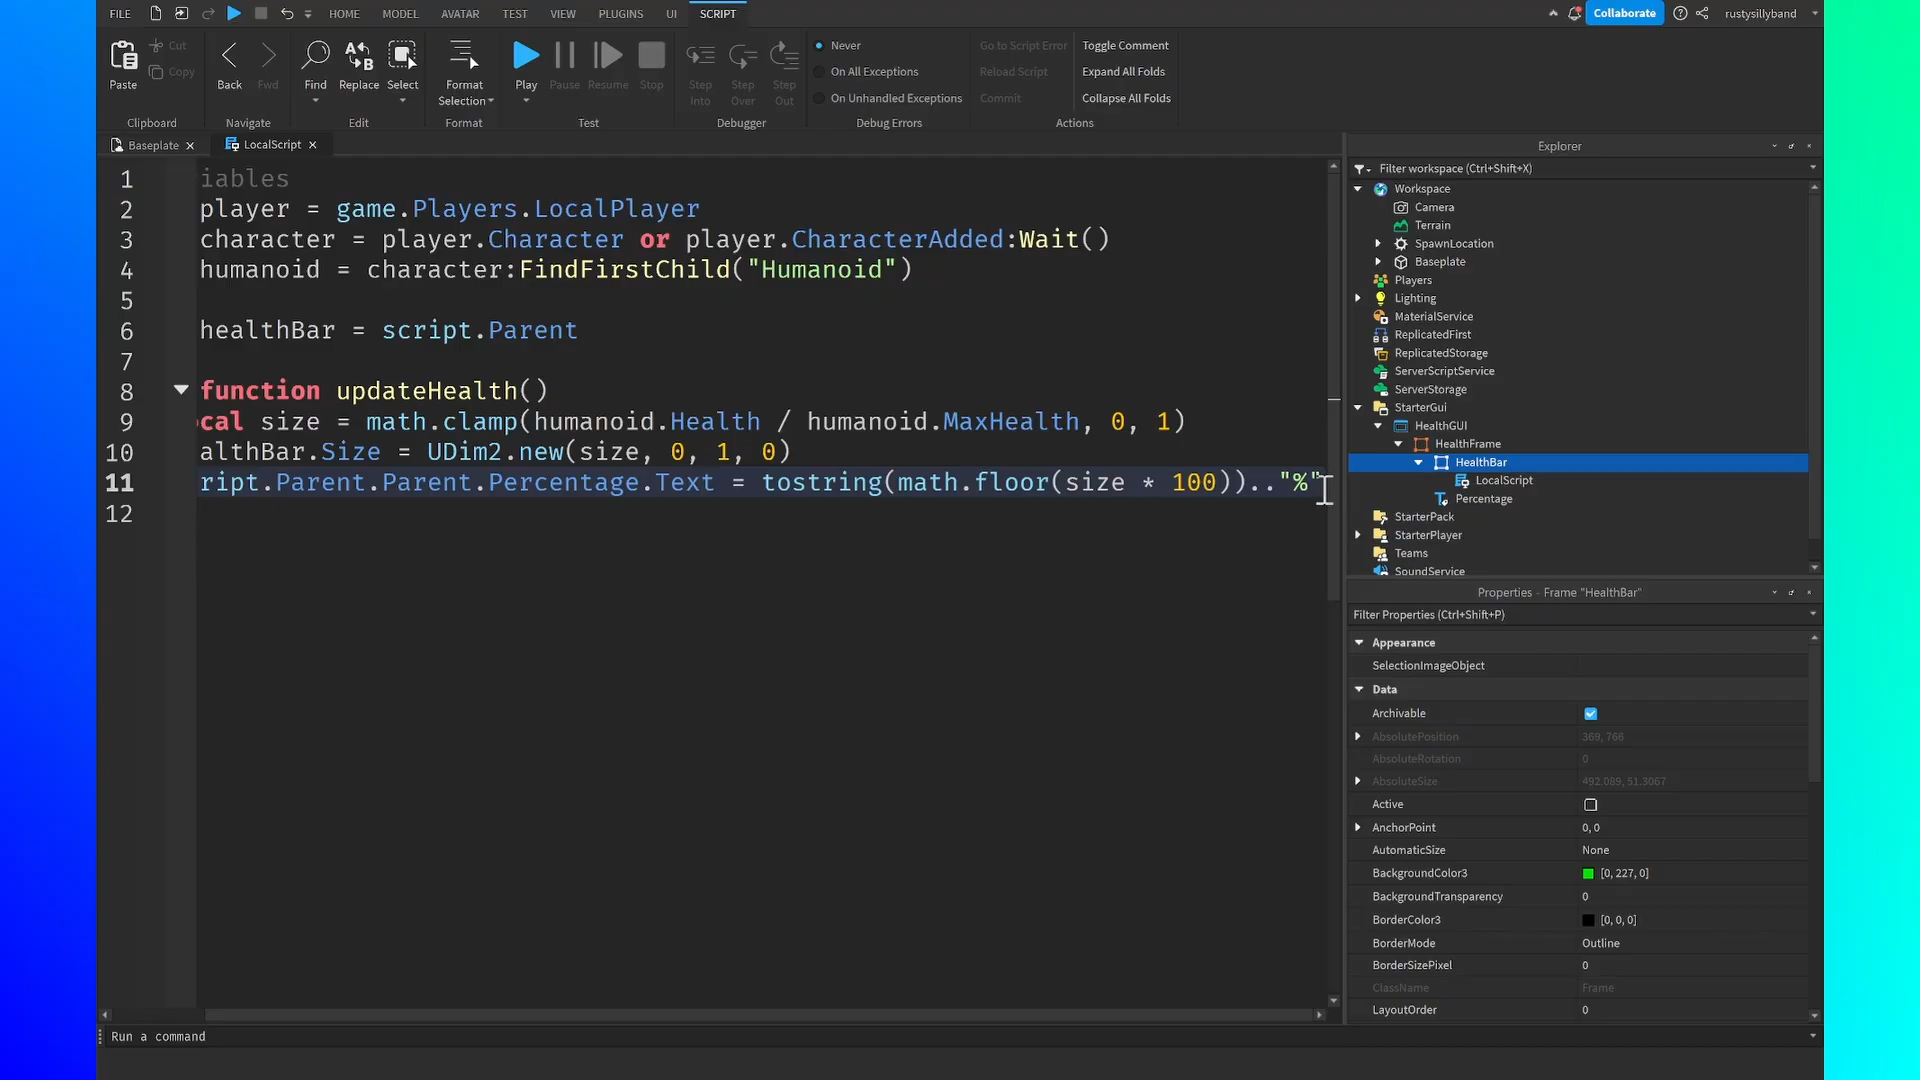 FILE HOME MODEL AVATAR TEST VIEW PLUGINS UI SCRIPT Collaborate rustysillyband
Paste Cut Copy Back Fwd Find Replace Select Format Selection Play Pause Resume Stop Step Into Step Over Step Out
Never
On All Exceptions
On Unhandled Exceptions
Go to Script Error
Reload Script
Commit
Toggle Comment
Expand All Folds
Collapse All Folds
Clipboard Navigate Edit Format Test Debugger Debug Errors Actions
Baseplate LocalScript
1 iables
2 player = game.Players.LocalPlayer
3 character = player.Character or player.CharacterAdded:Wait()
4 humanoid = character:FindFirstChild("Humanoid")
5
6 healthBar = script.Parent
7
8 function updateHealth()
9 cal size = math.clamp(humanoid.Health / humanoid.MaxHealth, 0, 1)
10 althBar.Size = UDim2.new(size, 0, 1, 0)
11 ript.Parent.Parent.Percentage.Text = tostring(math.floor(size * 100)).."%"
12
Explorer
Filter workspace (Ctrl+Shift+X)
Workspace
Camera
Terrain
SpawnLocation
Baseplate
Players
Lighting
MaterialService
ReplicatedFirst
ReplicatedStorage
ServerScriptService
ServerStorage
StarterGui
HealthGUI
HealthFrame
HealthBar
LocalScript
Percentage
StarterPack
StarterPlayer
Teams
SoundService
Properties - Frame "HealthBar"
Filter Properties (Ctrl+Shift+P)
Appearance
SelectionImageObject
Data
Archivable
AbsolutePosition 369, 766
AbsoluteRotation 0
AbsoluteSize 492.089, 51.3067
Active
AnchorPoint 0, 0
AutomaticSize None
BackgroundColor3 [0, 227, 0]
BackgroundTransparency 0
BorderColor3 [0, 0, 0]
BorderMode Outline
BorderSizePixel 0
ClassName Frame
LayoutOrder 0
Run a command